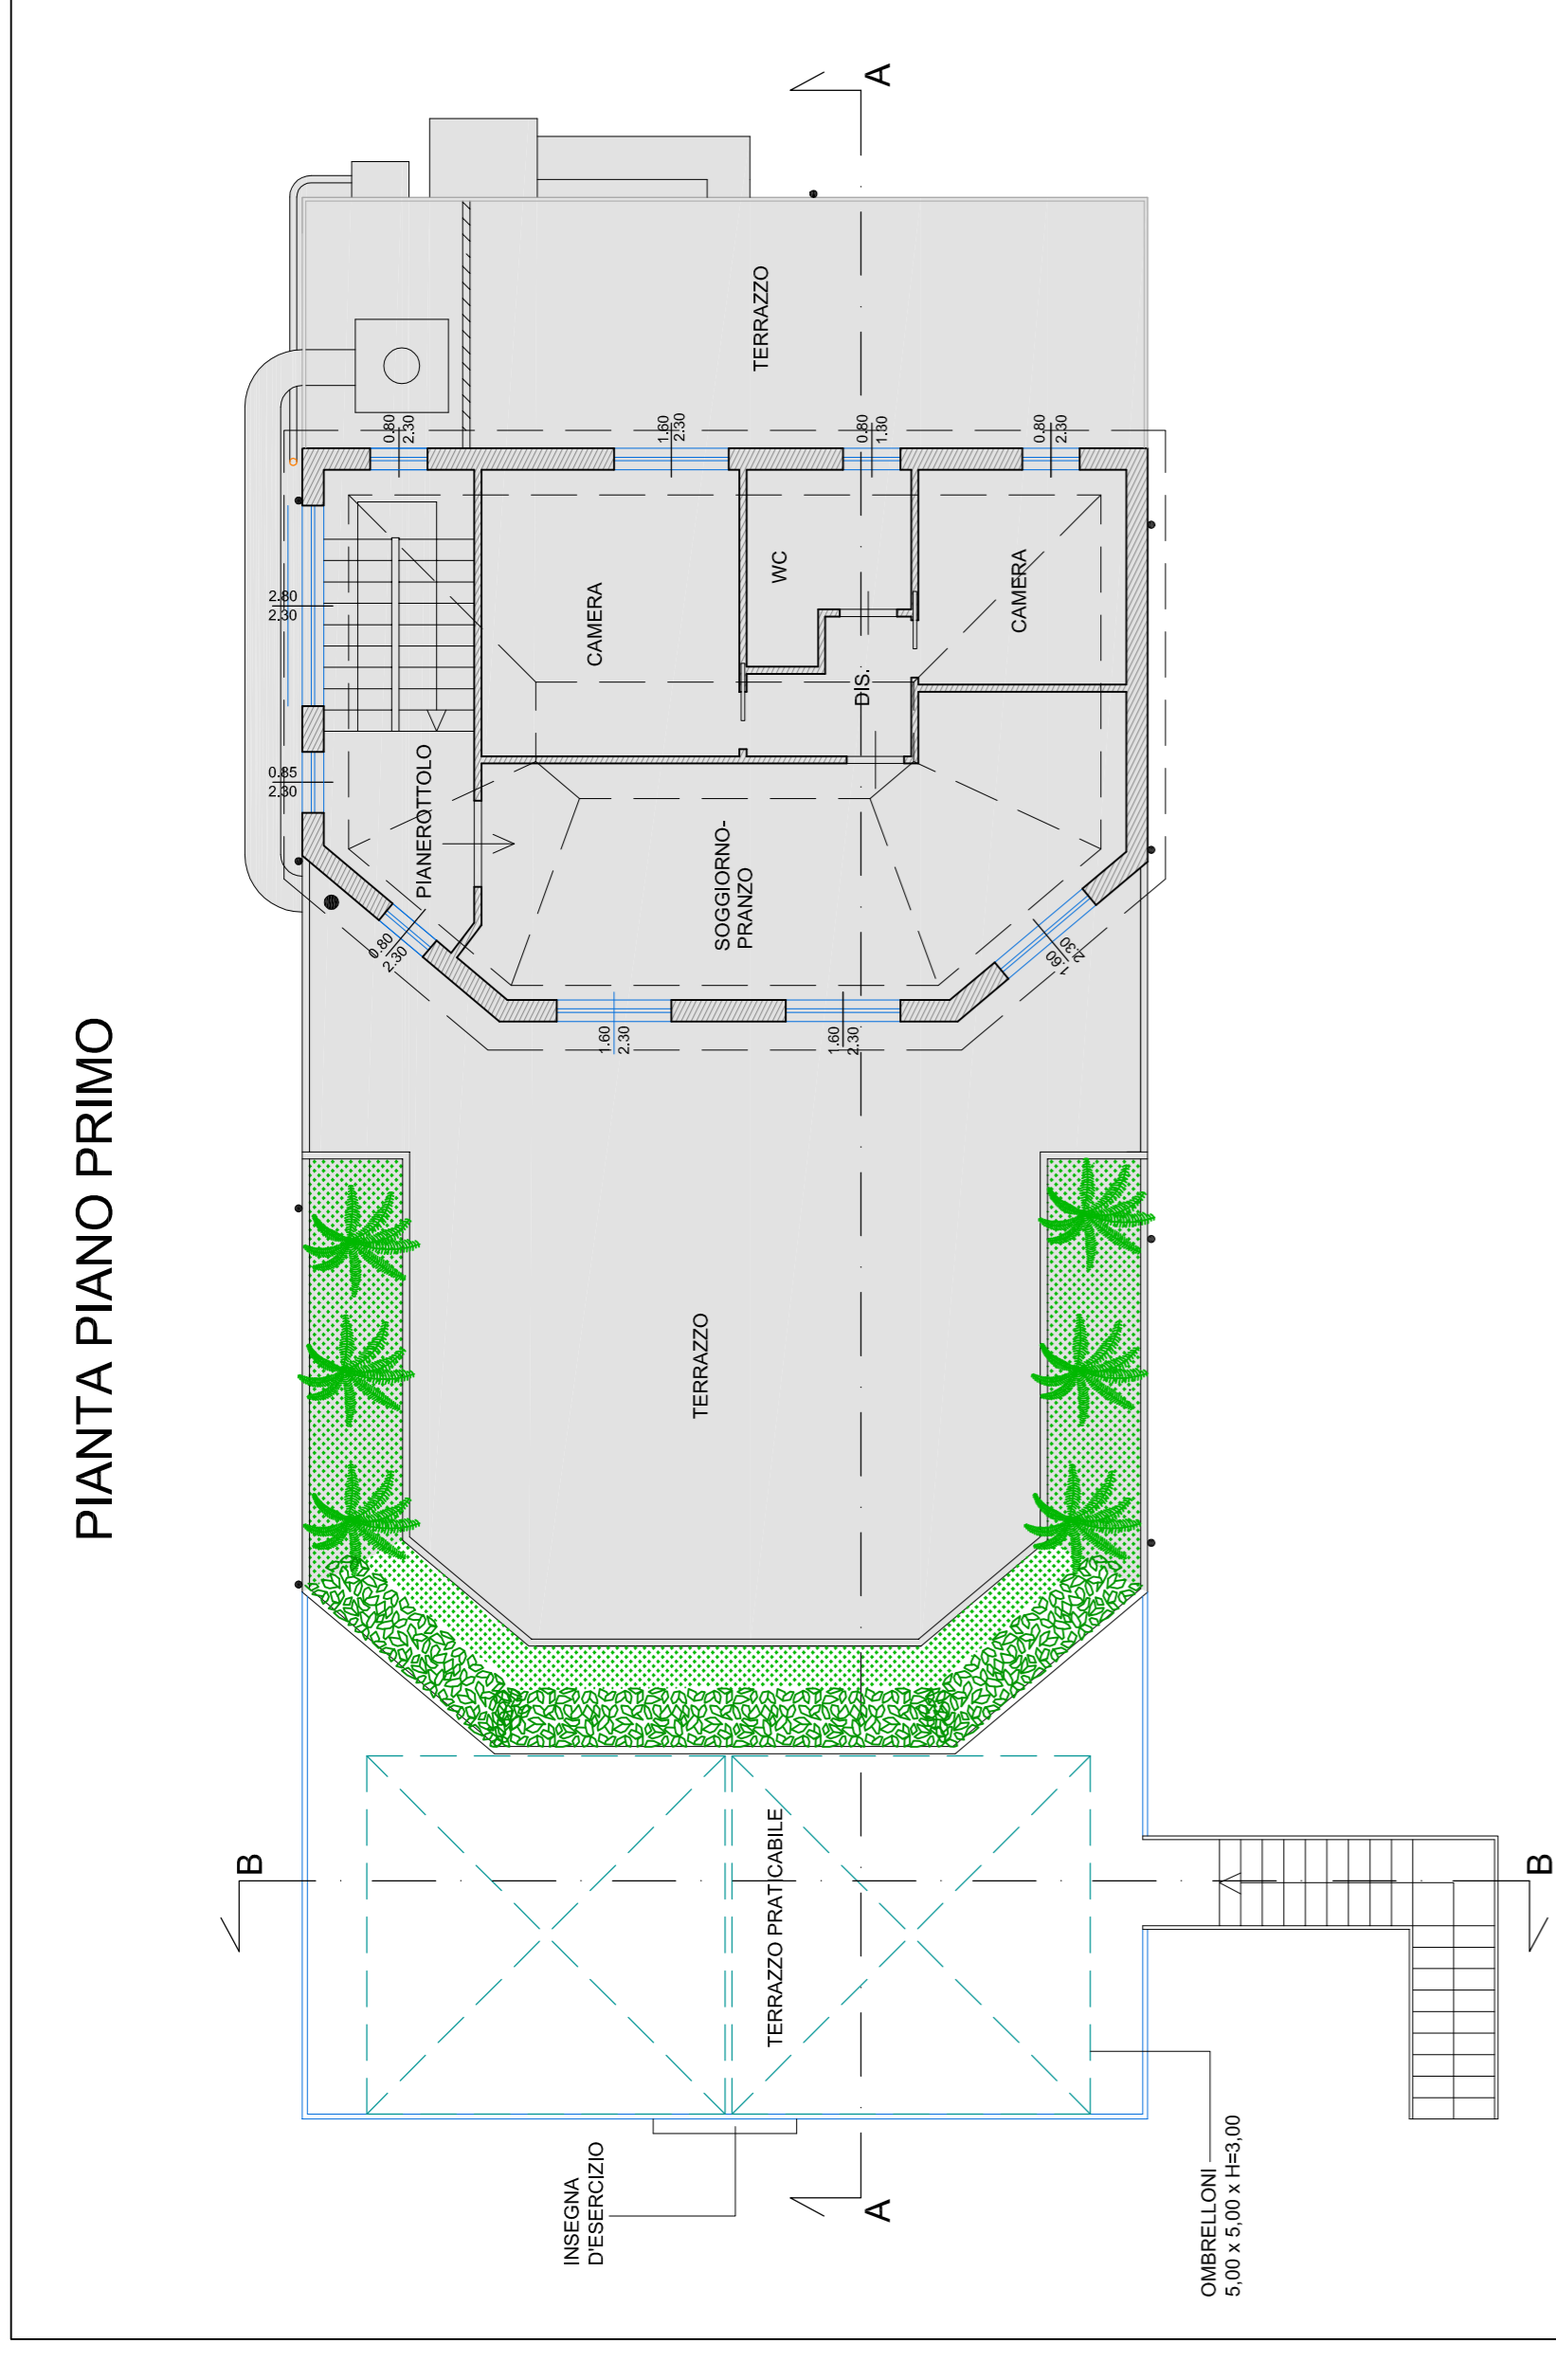 PIANTA PIANO PRIMO
A
TERRAZZO
0.80
2.30
1.60
2.30
0.80
1.30
0.80
2.30
2.80
2.30
0.85
2.30
CAMERA
WC
CAMERA
DIS.
PIANEROTTOLO
SOGGIORNO-
PRANZO
0.80
2.30
1.60
2.30
1.60
2.30
1.60
2.30
TERRAZZO
TERRAZZO PRATICABILE
B
B
INSEGNA
D'ESERCIZIO
A
OMBRELLONI
5,00 x 5,00 x H=3,00